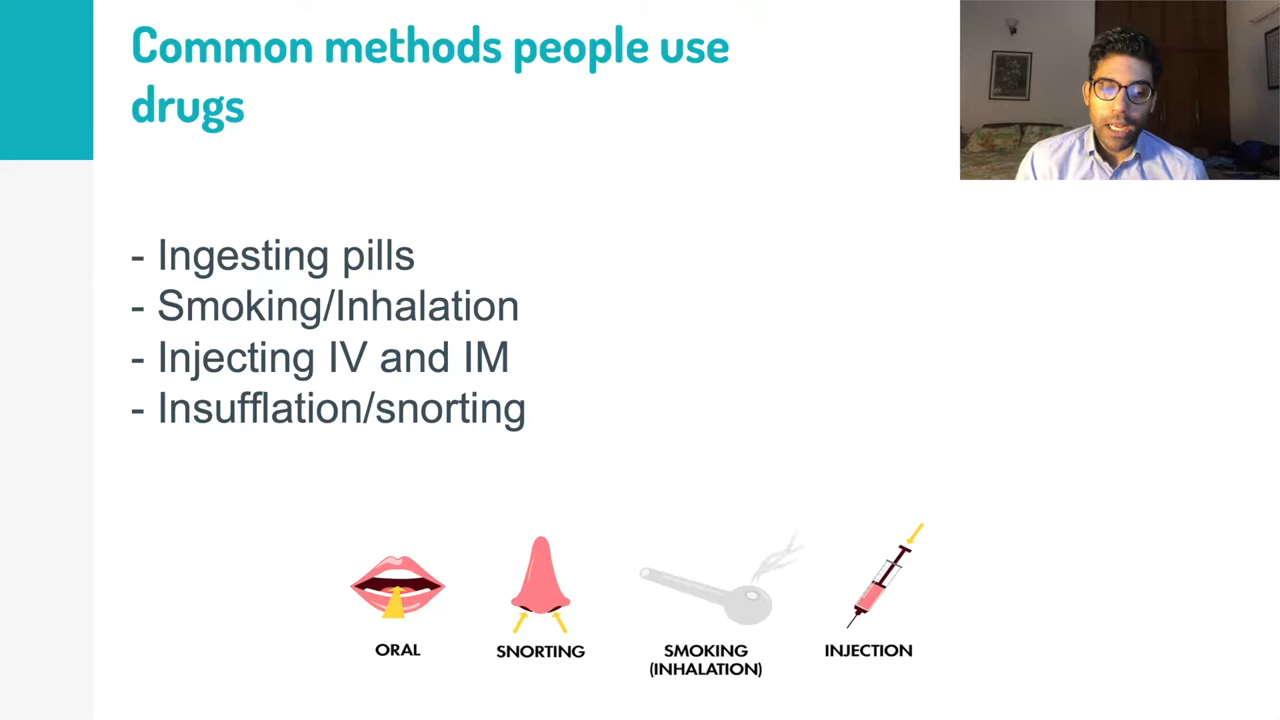 Common methods people use
drugs
- Ingesting pills
- Smoking/Inhalation
- Injecting IV and IM
- Insufflation/snorting
ORAL
SNORTING
SMOKING
(INHALATION)
INJECTION